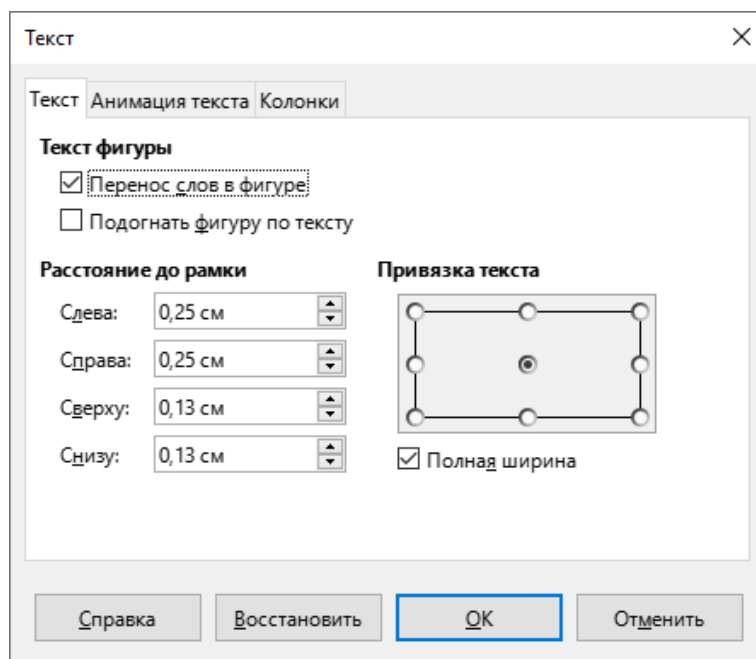 Текст
Текст Анимация текста Колонки
Текст фигуры
Перенос слов в фигуре
Подогнать фигуру по тексту
Расстояние до рамки
Слева: 0,25 см
Справа: 0,25 см
Сверху: 0,13 см
Снизу: 0,13 см
Привязка текста
Полная ширина
Справка Восстановить ОК Отменить